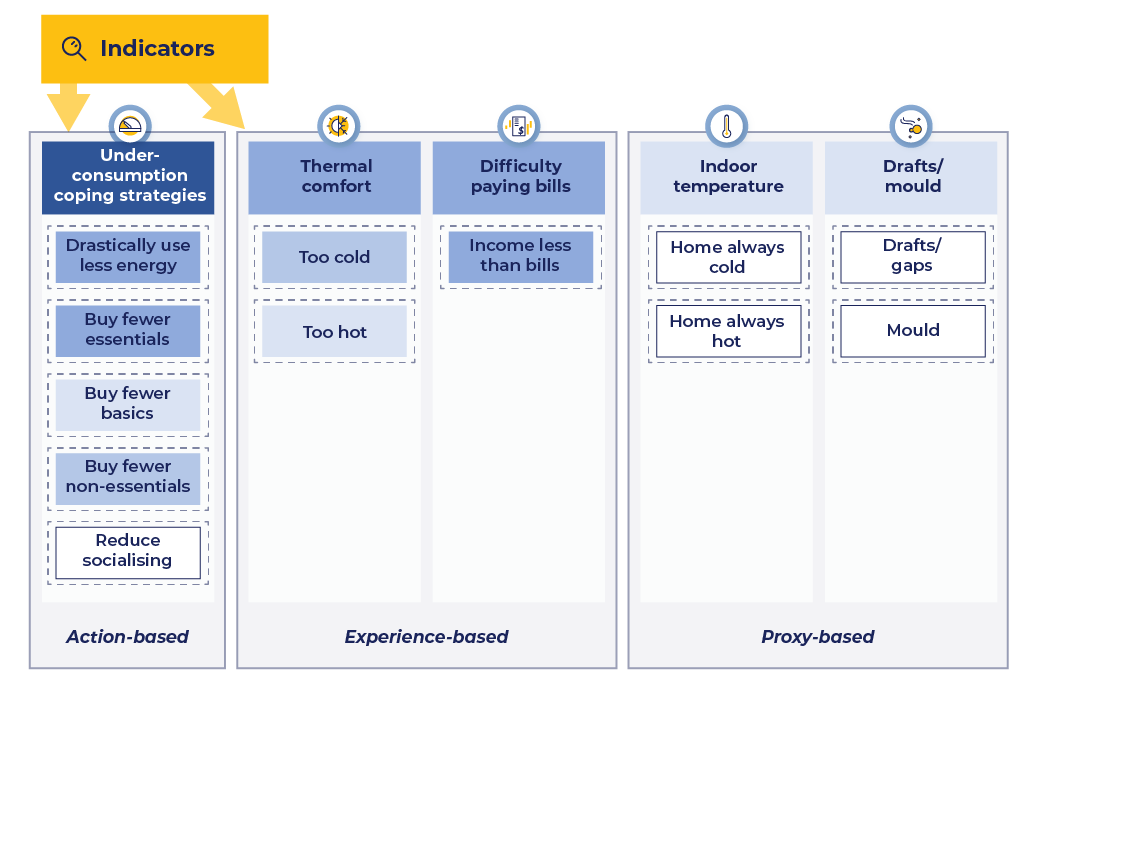 Indicators
Under-
consumption
coping strategies
Drastically use
less energy
Buy fewer
essentials
Buy fewer
basics
Buy fewer
non-essentials
Reduce
socialising
Action-based
Thermal
comfort
Too cold
Too hot
Difficulty
paying bills
Income less
than bills
Experience-based
Indoor
temperature
Home always
cold
Home always
hot
Drafts/
mould
Drafts/
gaps
Mould
Proxy-based